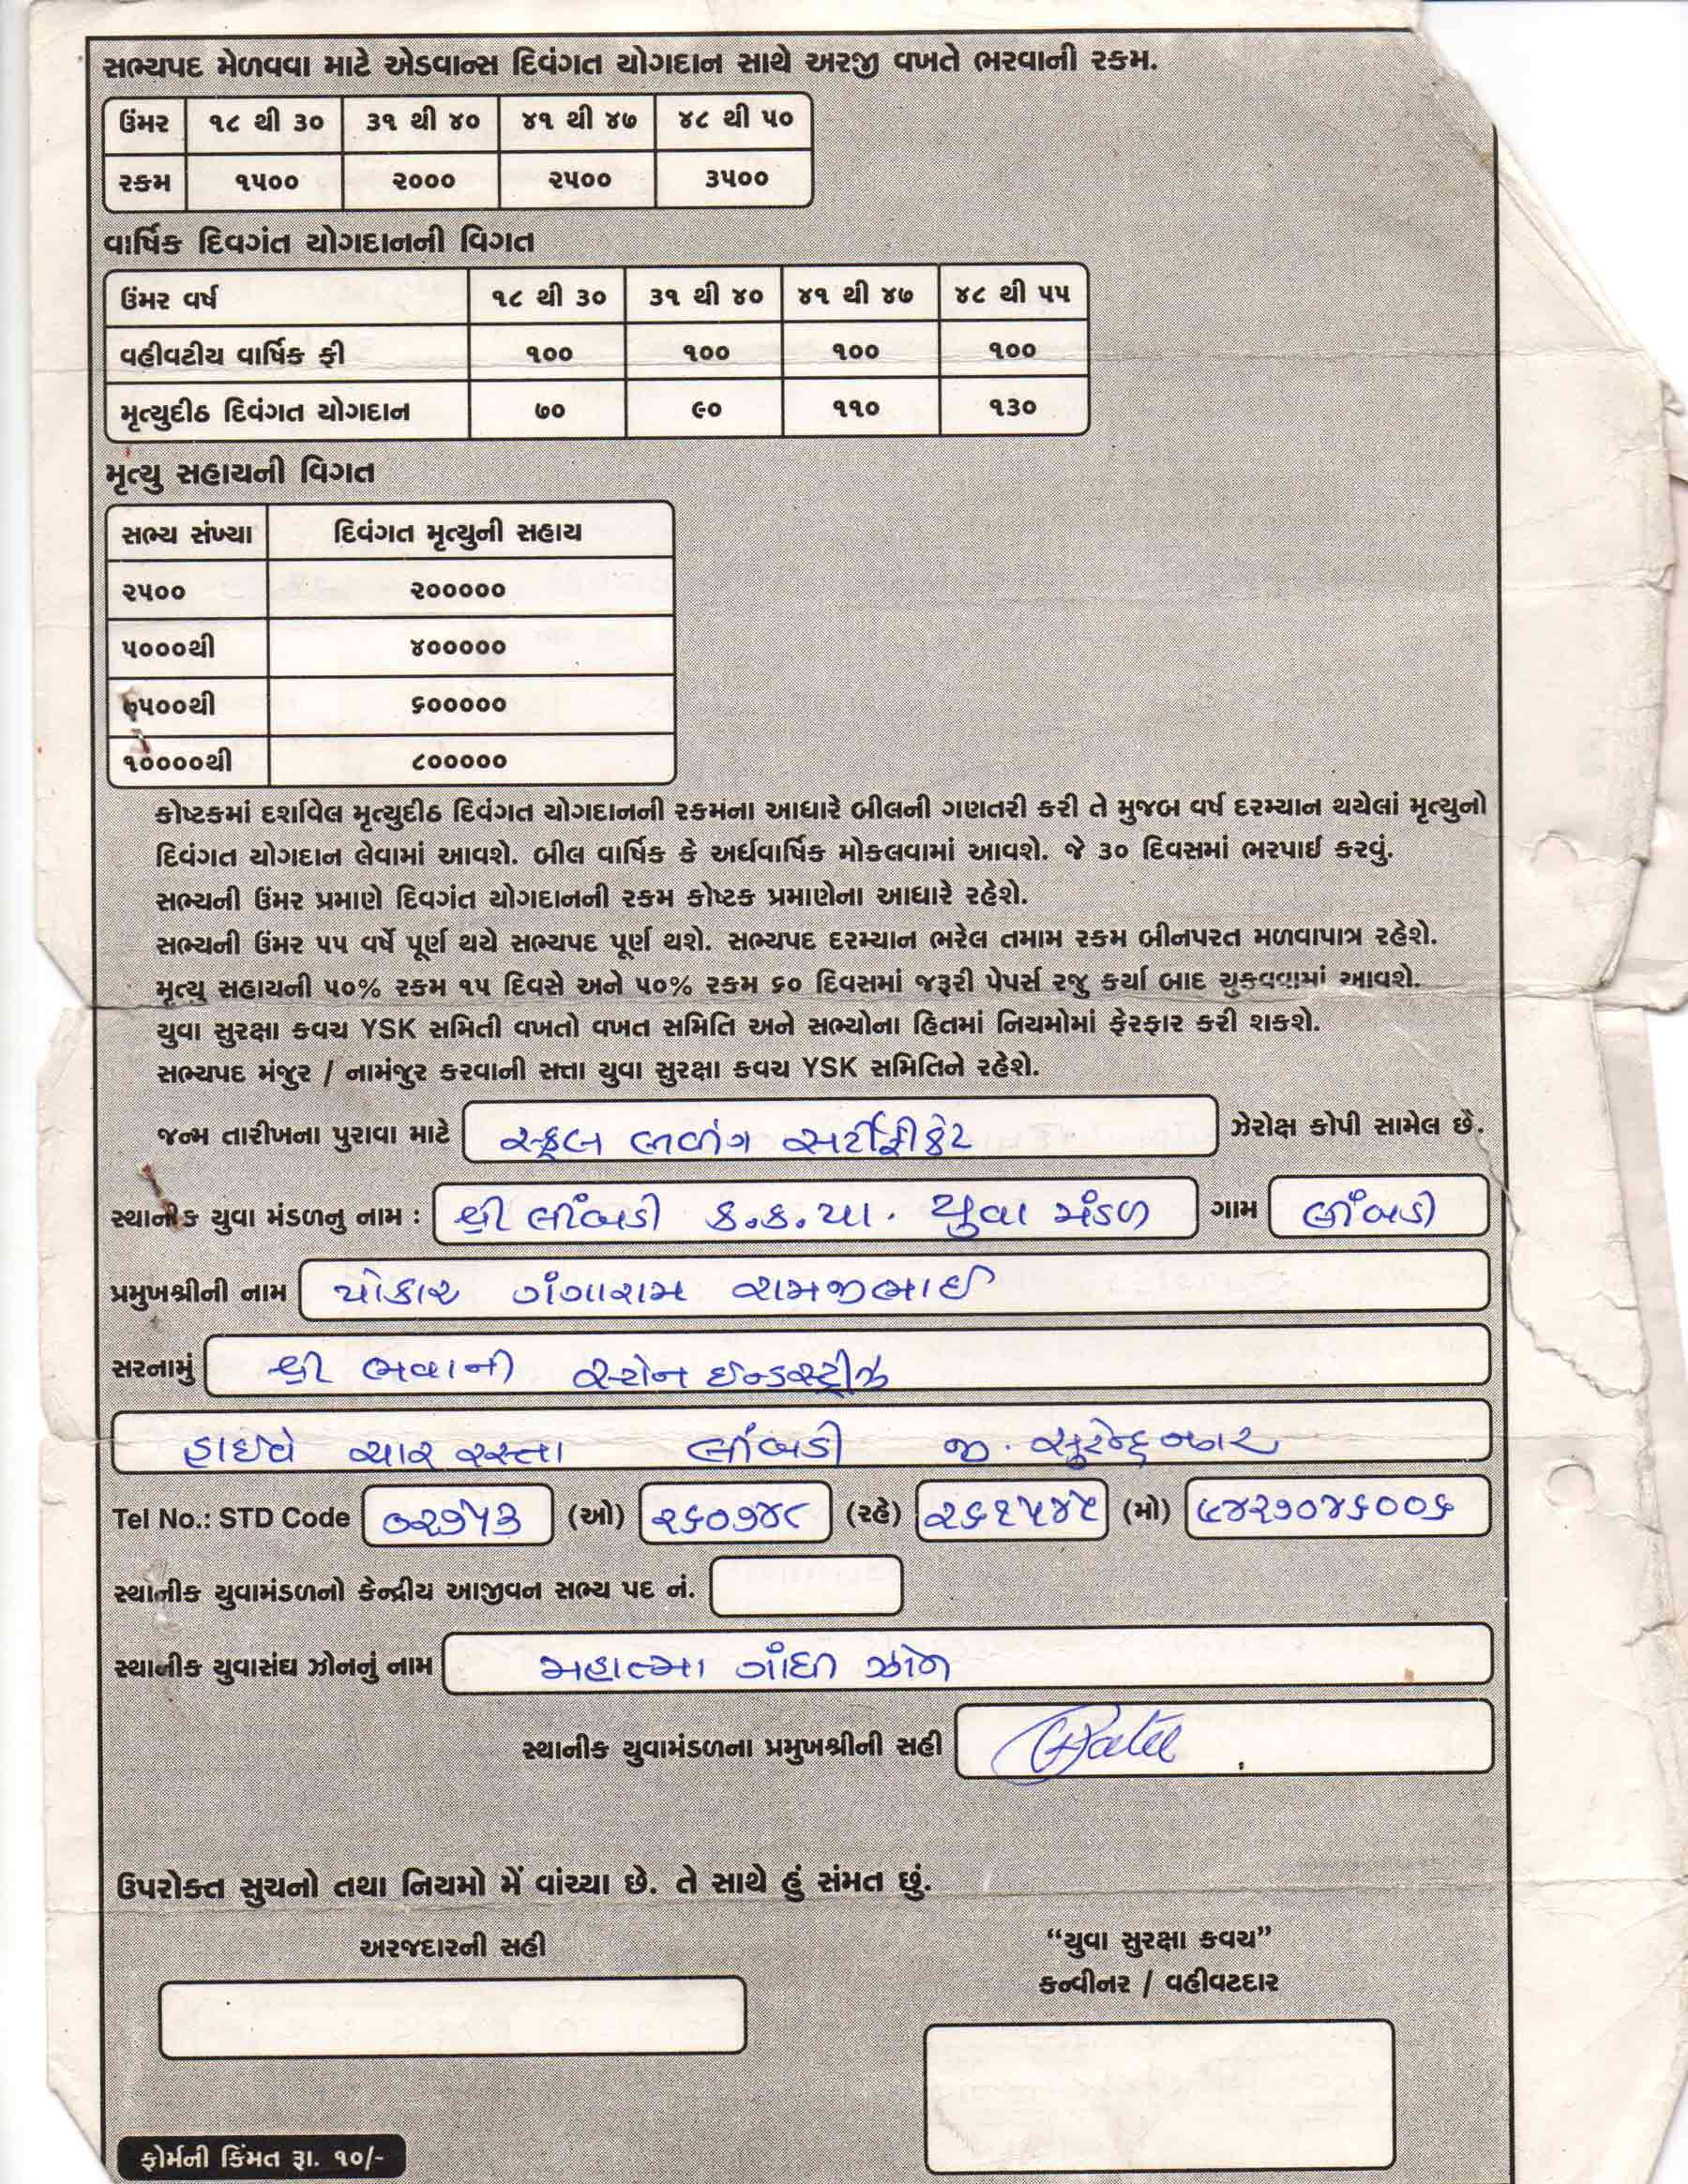 સભ્યપદ મેળવવા માટે એડવાન્સ દિવંગત યોગદાન સાથે અરજી વખતે ભરવાની રકમ.
ઉંમર ૧૮ થી ૩૦ ૩૧ થી ૪૦ ૪૧ થી ૪૭ ૪૮ થી ૫૦
રકમ ૧૫૦૦ ૨૦૦૦ ૨૫૦૦ ૩૫૦૦
વાર્ષિક દિવગંત યોગદાનની વિગત
ઉંમર વર્ષ ૧૮ થી ૩૦ ૩૧ થી ૪૦ ૪૧ થી ૪૭ ૪૮ થી ૫૫
વહીવટીય વાર્ષિક ફી ૧૦૦ ૧૦૦ ૧૦૦ ૧૦૦
મૃત્યુદીઠ દિવંગત યોગદાન ૭૦ ૯૦ ૧૧૦ ૧૩૦
મૃત્યુ સહાયની વિગત
સભ્ય સંખ્યા દિવંગત મૃત્યુની સહાય
૨૫૦૦ ૨૦૦૦૦૦
૫૦૦૦થી ૪૦૦૦૦૦
૭૫૦૦થી ૬૦૦૦૦૦
૧૦૦૦૦થી ૮૦૦૦૦૦
કોષ્ટકમાં દર્શાવેલ મૃત્યુદીઠ દિવંગત યોગદાનની રકમના આધારે બીલની ગણતરી કરી તે મુજબ વર્ષ દરમ્યાન થયેલાં મૃત્યુનો
દિવંગત યોગદાન લેવામાં આવશે. બીલ વાર્ષિક કે અર્ધવાર્ષિક મોકલવામાં આવશે. જે ૩૦ દિવસમાં ભરપાઈ કરવું.
સભ્યની ઉંમર પ્રમાણે દિવગંત યોગદાનની રકમ કોષ્ટક પ્રમાણેના આધારે રહેશે.
સભ્યની ઉંમર ૫૫ વર્ષે પૂર્ણ થયે સભ્યપદ પૂર્ણ થશે. સભ્યપદ દરમ્યાન ભરેલ તમામ રકમ બીનપરત મળવાપાત્ર રહેશે.
મૃત્યુ સહાયની ૫૦% રકમ ૧૫ દિવસે અને ૫૦% રકમ ૬૦ દિવસમાં જરૂરી પેપર્સ રજુ કર્યા બાદ ચુકવવામાં આવશે.
યુવા સુરક્ષા કવચ YSK સમિતી વખતો વખત સમિતિ અને સભ્યોના હિતમાં નિયમોમાં ફેરફાર કરી શકશે.
સભ્યપદ મંજુર / નામંજુર કરવાની સત્તા યુવા સુરક્ષા કવચ YSK સમિતિને રહેશે.
જન્મ તારીખના પુરાવા માટે સ્કૂલ લીવીંગ સર્ટીફીકેટ ઝેરોક્ષ કોપી સામેલ છે.
સ્થાનીક યુવા મંડળનુ નામ : શ્રી લીંબડી ક.ક.પા. યુવા મંડળ ગામ લીંબડી
પ્રમુખશ્રીની નામ પોકાર ગંગારામ રામજીભાઈ
સરનામું શ્રી ભવાની સ્ટોન ઈન્ડસ્ટ્રીઝ
હાઈવે ચાર રસ્તા લીંબડી જી. સુરેન્દ્રનગર
Tel No.: STD Code ૦૨૭૫૩ (ઓ) ૨૬૦૭૪૮ (રહે) ૨૬૧૫૪૯ (મો) ૯૪૨૭૦૪૬૦૦૬
સ્થાનીક યુવામંડળનો કેન્દ્રીય આજીવન સભ્ય પદ નં.
સ્થાનીક યુવાસંઘ ઝોનનું નામ મહાત્મા ગાંધી ઝોન
સ્થાનીક યુવામંડળના પ્રમુખશ્રીની સહી GPatel
ઉપરોક્ત સુચનો તથા નિયમો મેં વાંચ્યા છે. તે સાથે હું સંમત છું.
અરજદારની સહી
“યુવા સુરક્ષા કવચ”
કન્વીનર / વહીવટદાર
ફોર્મની કિંમત રૂા. ૧૦/-